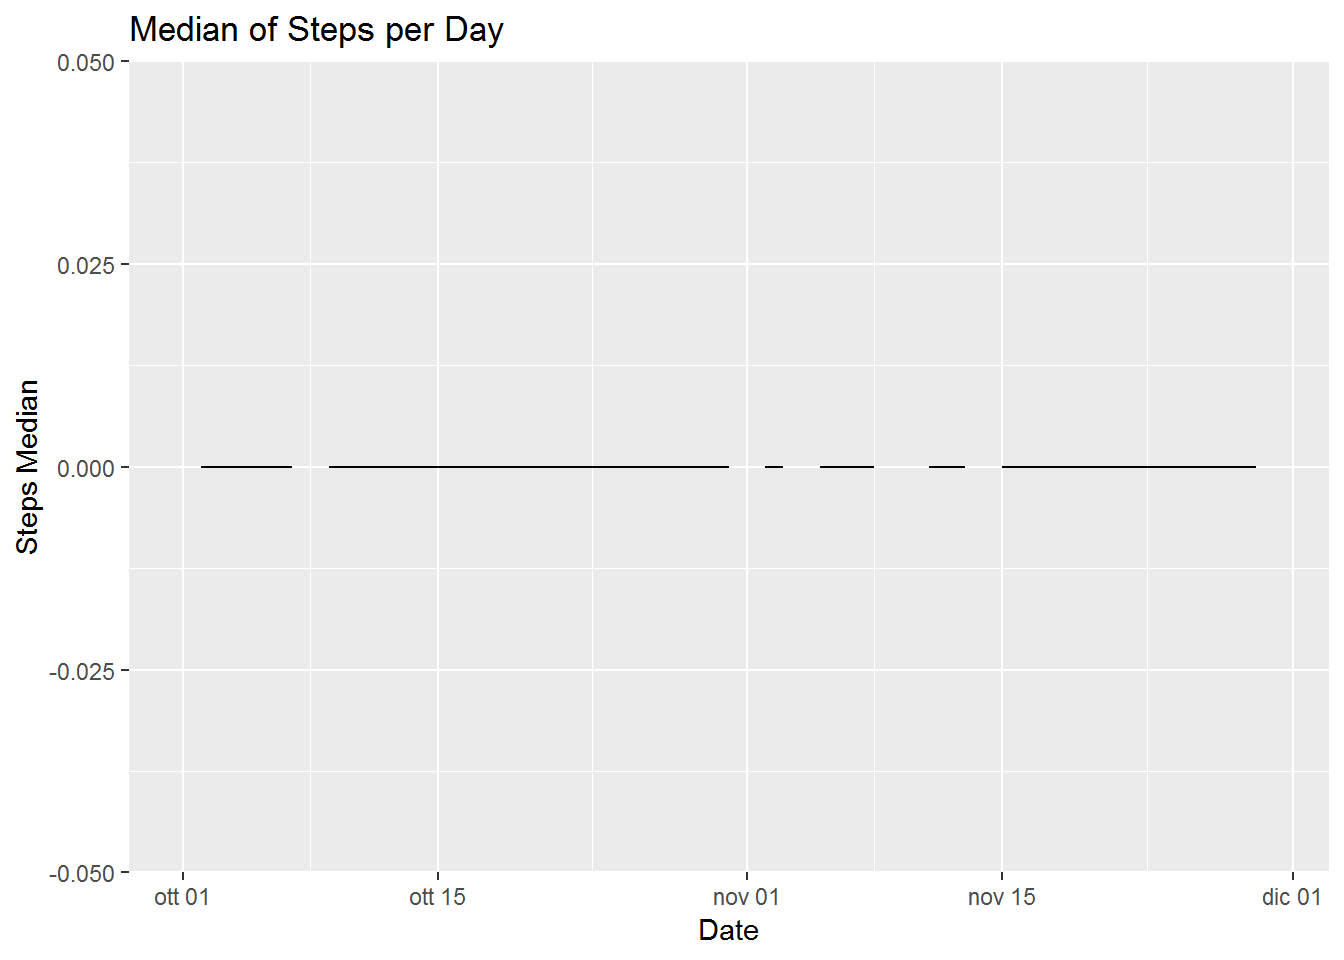 Median of Steps per Day
0.050
0.025
0.000
-0.025
-0.050
Steps Median
ott 01
ott 15
nov 01
nov 15
dic 01
Date